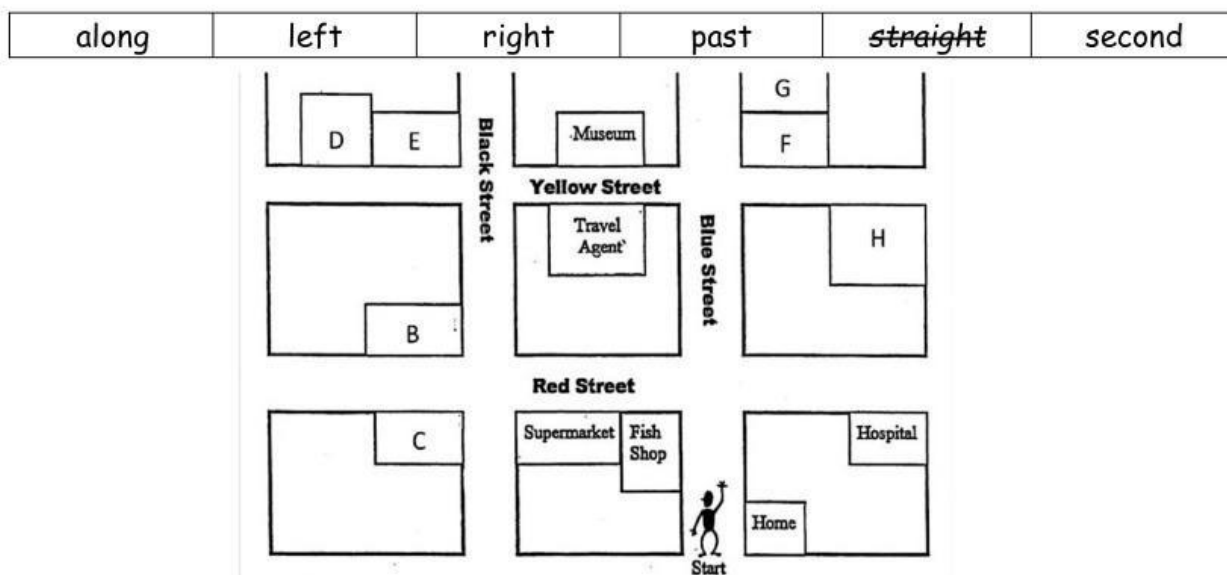 along left right past straight second
G
D E Museum F
Black Street
Yellow Street
Travel
Agent`
Blue Street
H
B
Red Street
C Supermarket Fish
Shop
Hospital
Home
Start